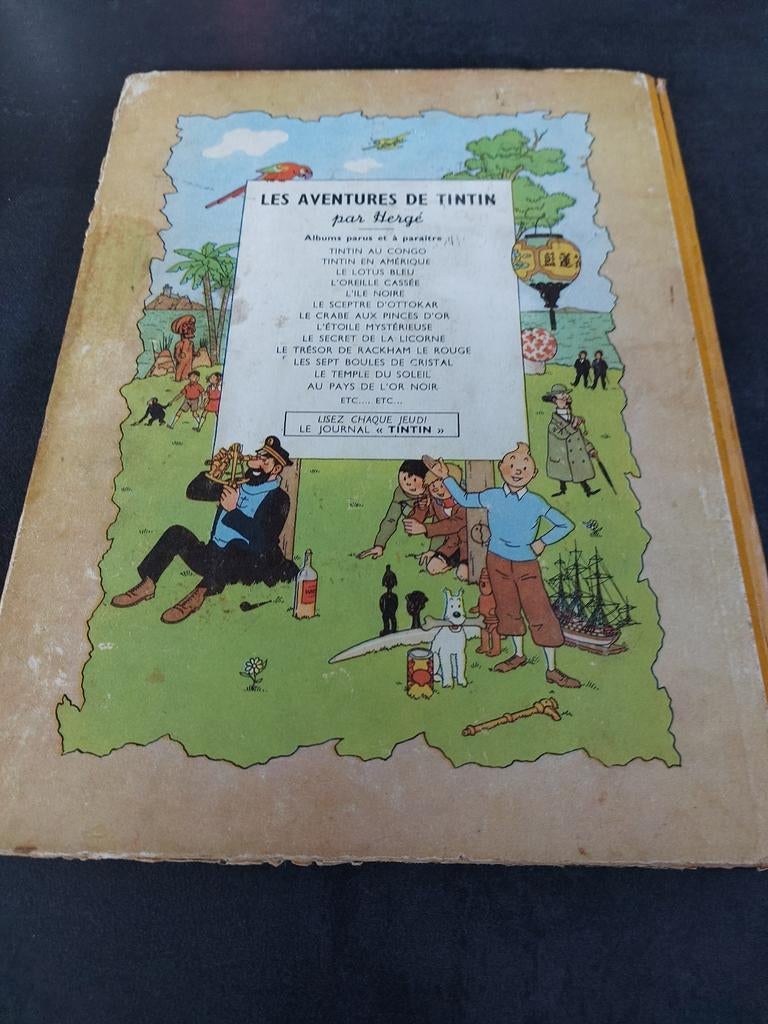 LES AVENTURES DE TINTIN
par Hergé
Albums parus et à paraître
TINTIN AU CONGO
TINTIN EN AMÉRIQUE
LE LOTUS BLEU
L'OREILLE CASSÉE
L'ILE NOIRE
LE SCEPTRE D'OTTOKAR
LE CRABE AUX PINCES D'OR
L'ÉTOILE MYSTÉRIEUSE
LE SECRET DE LA LICORNE
LE TRÉSOR DE RACKHAM LE ROUGE
LES SEPT BOULES DE CRISTAL
LE TEMPLE DU SOLEIL
AU PAYS DE L'OR NOIR
ETC.... ETC...
LISEZ CHAQUE JEUDI
LE JOURNAL « TINTIN »